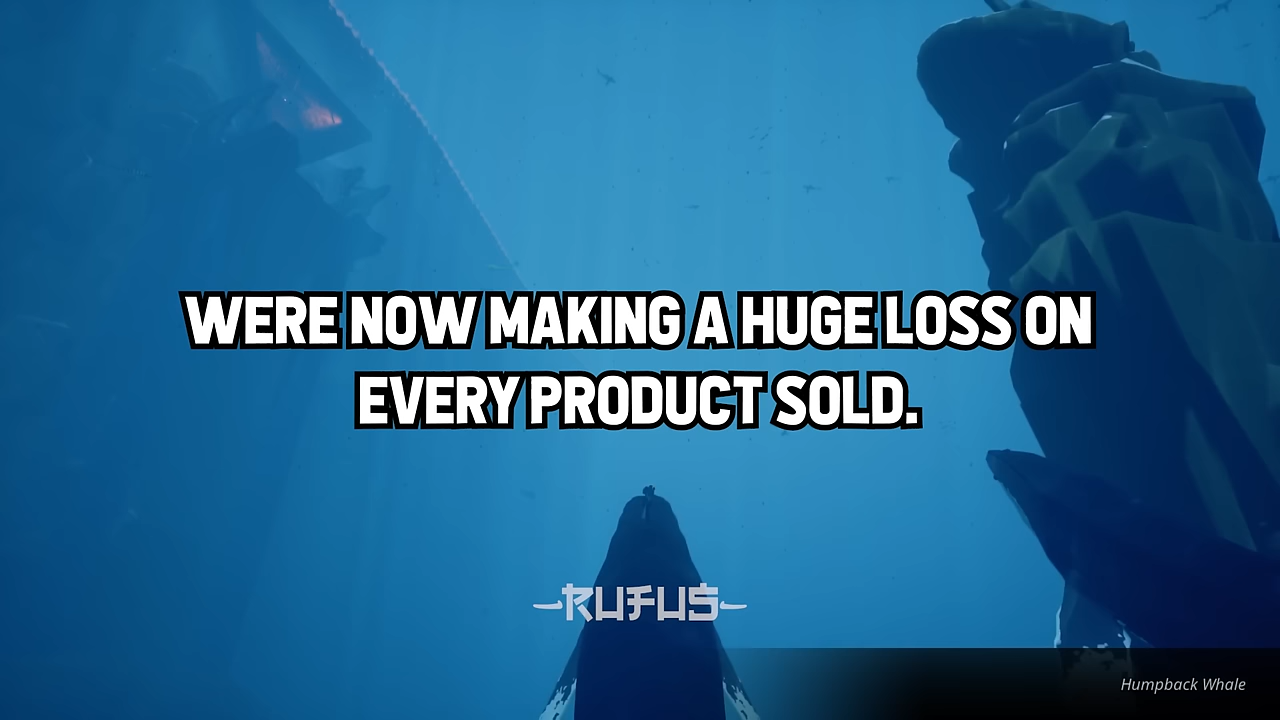 WERE NOW MAKING A HUGE LOSS ON
EVERY PRODUCT SOLD.
RUFUS
Humpback Whale